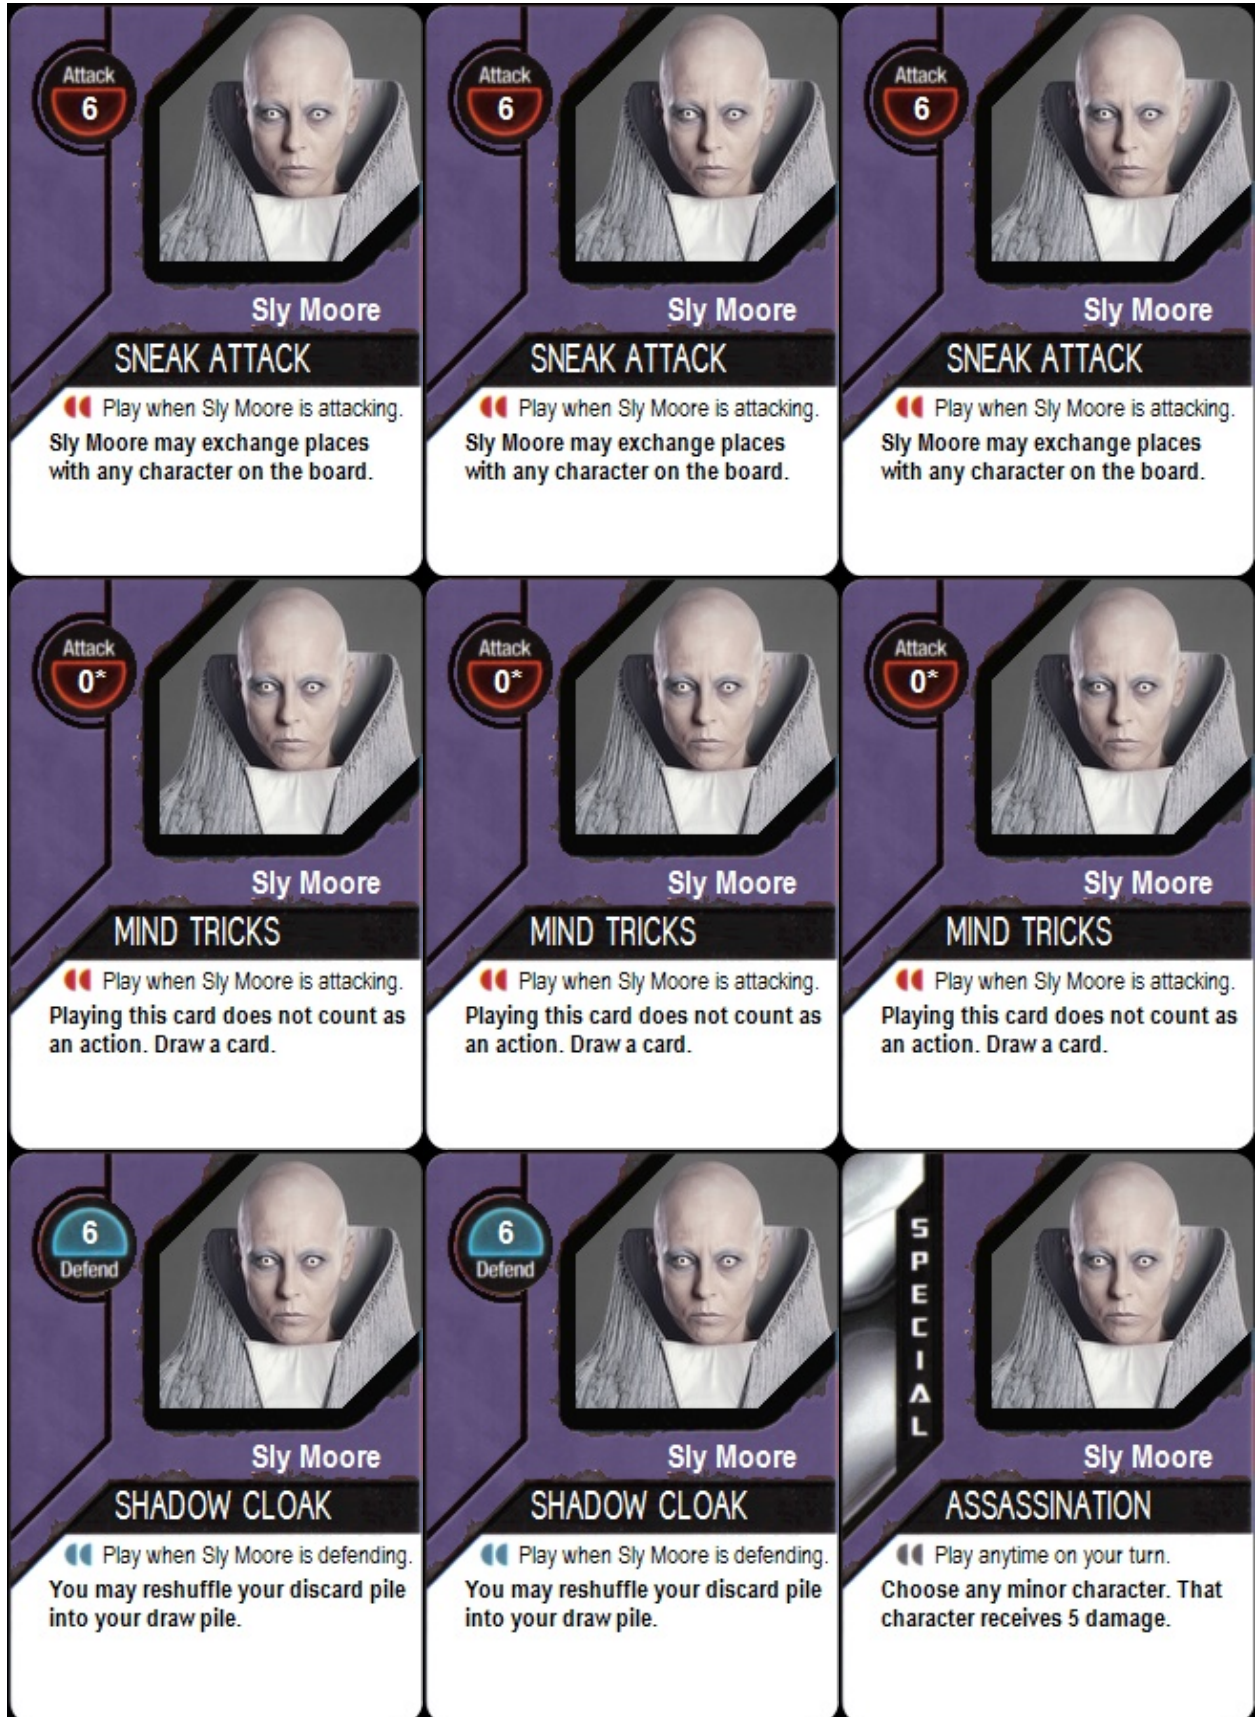 Attack
6
Sly Moore
SNEAK ATTACK
Play when Sly Moore is attacking.
Sly Moore may exchange places
with any character on the board.
Attack
6
Sly Moore
SNEAK ATTACK
Play when Sly Moore is attacking.
Sly Moore may exchange places
with any character on the board.
Attack
6
Sly Moore
SNEAK ATTACK
Play when Sly Moore is attacking.
Sly Moore may exchange places
with any character on the board.
Attack
0*
Sly Moore
MIND TRICKS
Play when Sly Moore is attacking.
Playing this card does not count as
an action. Draw a card.
Attack
0*
Sly Moore
MIND TRICKS
Play when Sly Moore is attacking.
Playing this card does not count as
an action. Draw a card.
Attack
0*
Sly Moore
MIND TRICKS
Play when Sly Moore is attacking.
Playing this card does not count as
an action. Draw a card.
6
Defend
Sly Moore
SHADOW CLOAK
Play when Sly Moore is defending.
You may reshuffle your discard pile
into your draw pile.
6
Defend
Sly Moore
SHADOW CLOAK
Play when Sly Moore is defending.
You may reshuffle your discard pile
into your draw pile.
SPECIAL
Sly Moore
ASSASSINATION
Play anytime on your turn.
Choose any minor character. That
character receives 5 damage.